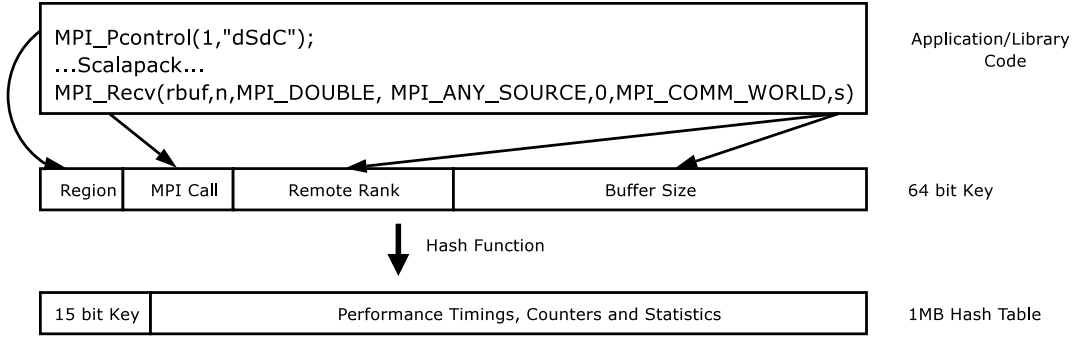 MPI_Pcontrol(1,"dSdC");
...Scalapack...
MPI_Recv(rbuf,n,MPI_DOUBLE, MPI_ANY_SOURCE,0,MPI_COMM_WORLD,s)
Application/Library
Code
Region MPI Call Remote Rank Buffer Size 64 bit Key
Hash Function
15 bit Key Performance Timings, Counters and Statistics 1MB Hash Table